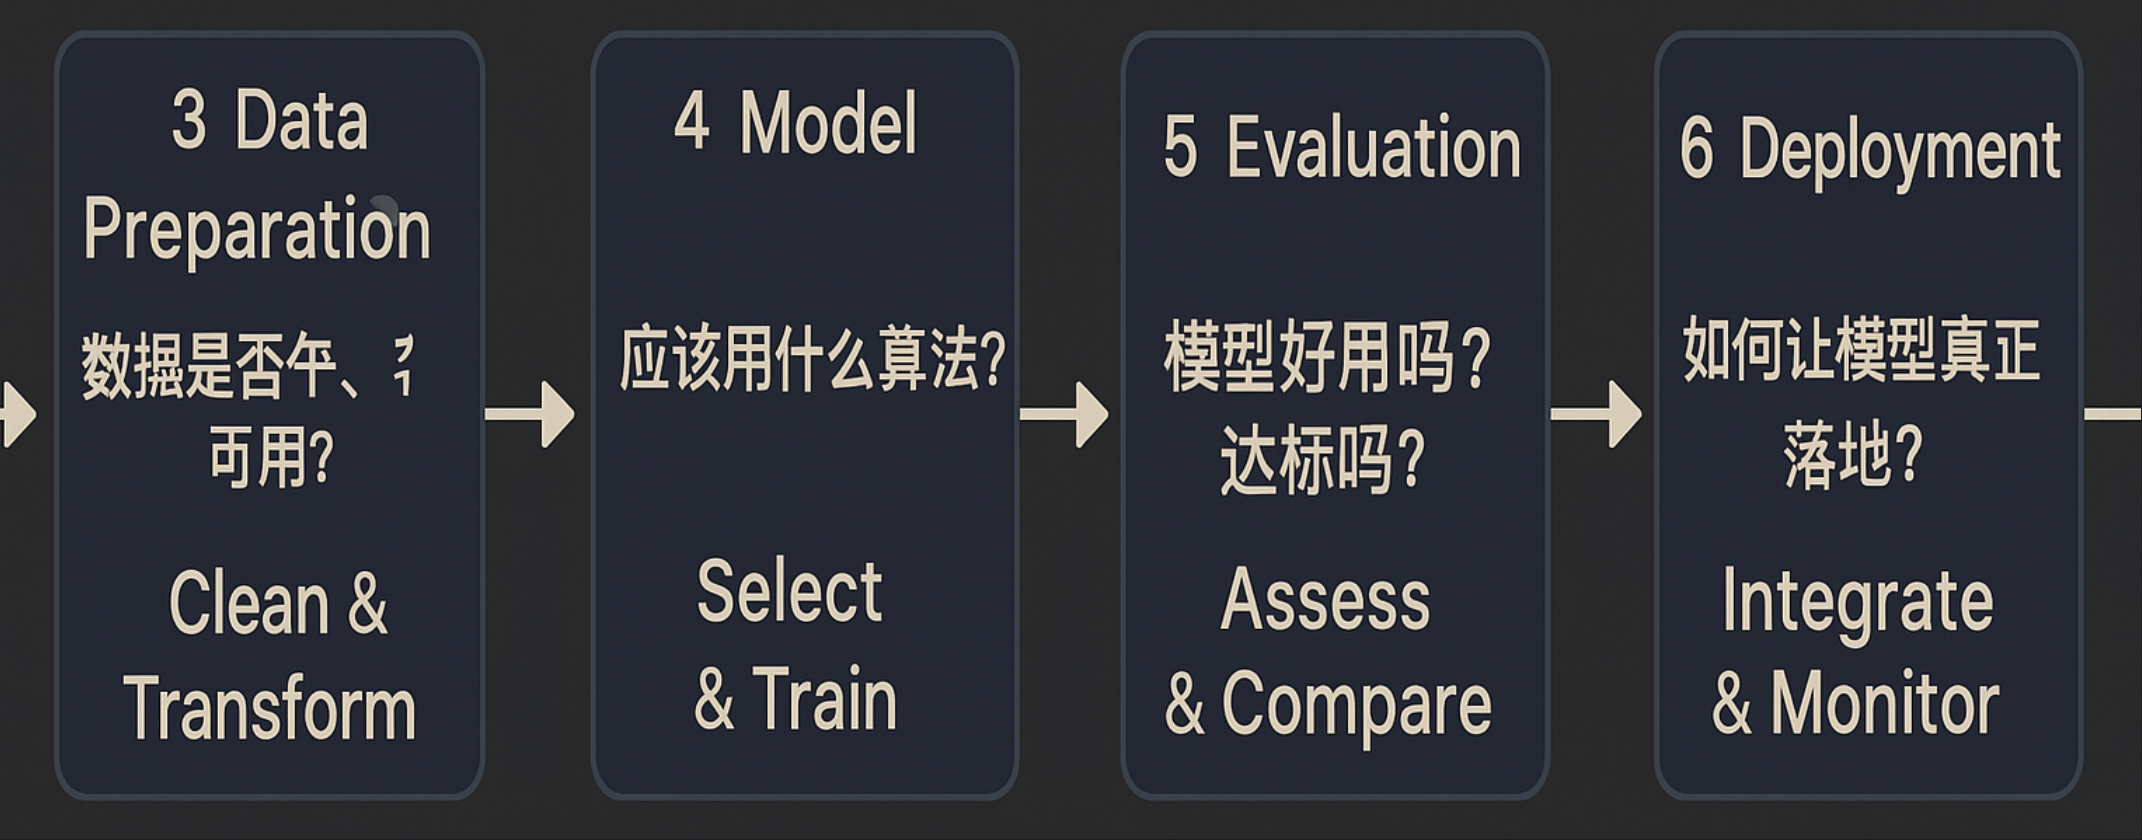 3 Data
Preparation
数据是否午、
可用?
Clean &
Transform
4 Model
应该用什么算法?
Select
& Train
5 Evaluation
模型好用吗?
达标吗?
Assess
& Compare
6 Deployment
如何让模型真正
落地?
Integrate
& Monitor